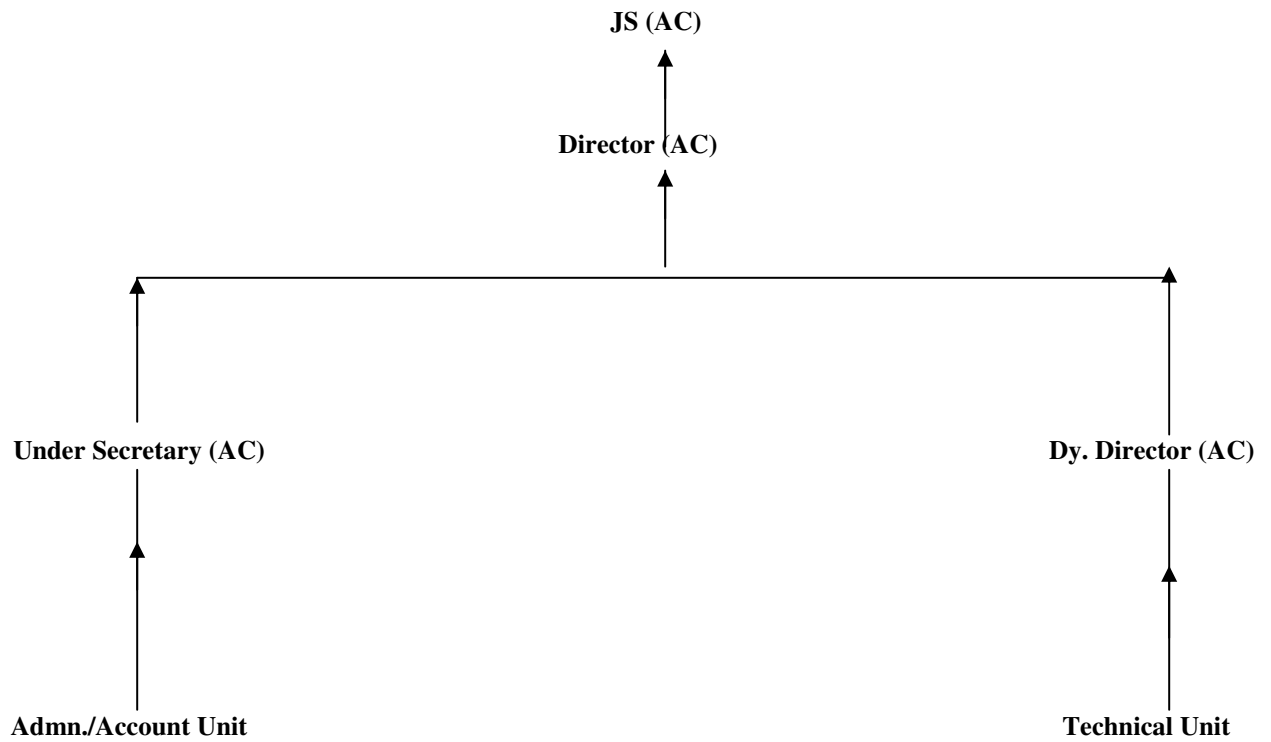 JS (AC)
Director (AC)
Under Secretary (AC)
Dy. Director (AC)
Admn./Account Unit
Technical Unit